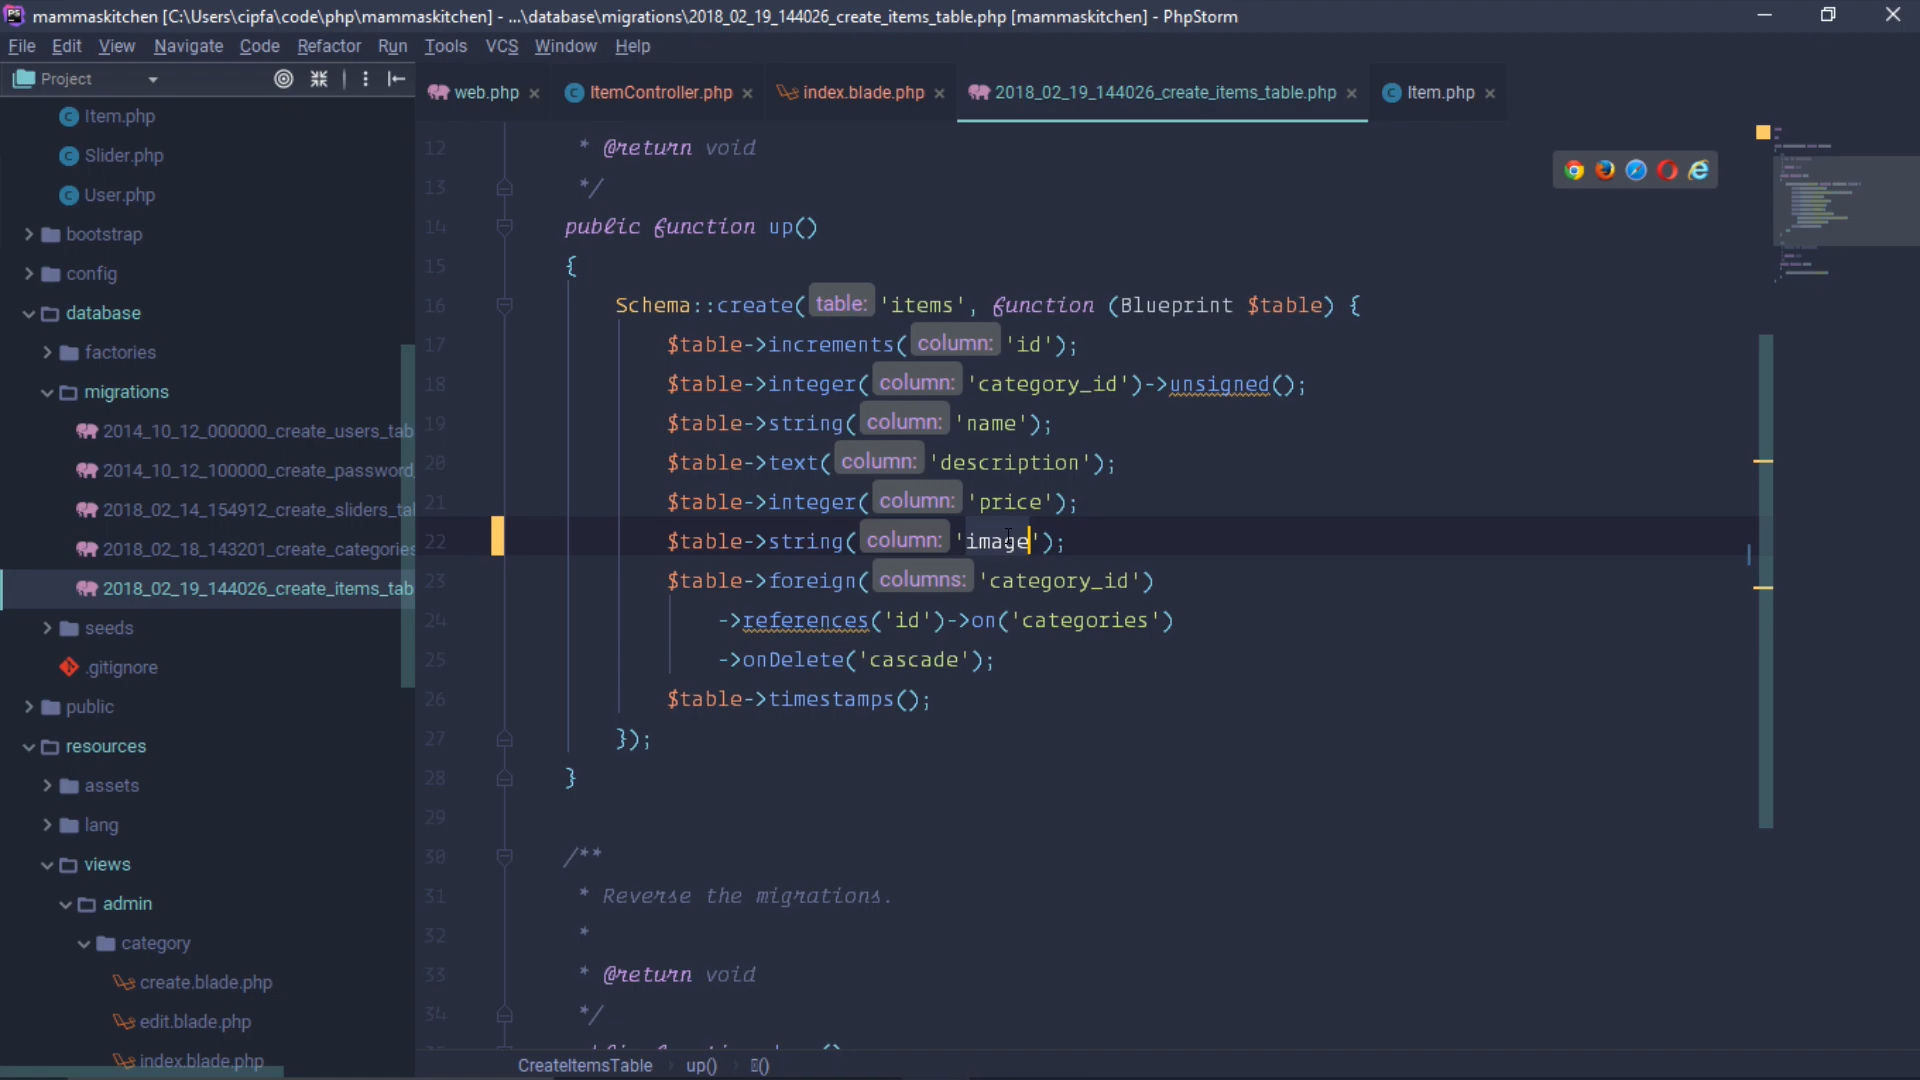 mammaskitchen [C:\Users\cipfa\code\php\mammaskitchen] - ...\database\migrations\2018_02_19_144026_create_items_table.php [mammaskitchen] - PhpStorm
File Edit View Navigate Code Refactor Run Tools VCS Window Help
Project
web.php ItemController.php index.blade.php 2018_02_19_144026_create_items_table.php Item.php
Item.php
Slider.php
User.php
bootstrap
config
database
factories
migrations
2014_10_12_000000_create_users_tab
2014_10_12_100000_create_password_
2018_02_14_154912_create_sliders_ta
2018_02_18_143201_create_categories
2018_02_19_144026_create_items_tab
seeds
.gitignore
public
resources
assets
lang
views
admin
category
create.blade.php
edit.blade.php
index.blade.php
12 * @return void
13 */
14 public function up()
15 {
16 Schema::create( table: 'items', function (Blueprint $table) {
17 $table->increments( column: 'id');
18 $table->integer( column: 'category_id')->unsigned();
19 $table->string( column: 'name');
20 $table->text( column: 'description');
21 $table->integer( column: 'price');
22 $table->string( column: 'image');
23 $table->foreign( columns: 'category_id')
24 ->references('id')->on('categories')
25 ->onDelete('cascade');
26 $table->timestamps();
27 });
28 }
29
30 /**
31 * Reverse the migrations.
32 *
33 * @return void
34 */
CreateItemsTable up()